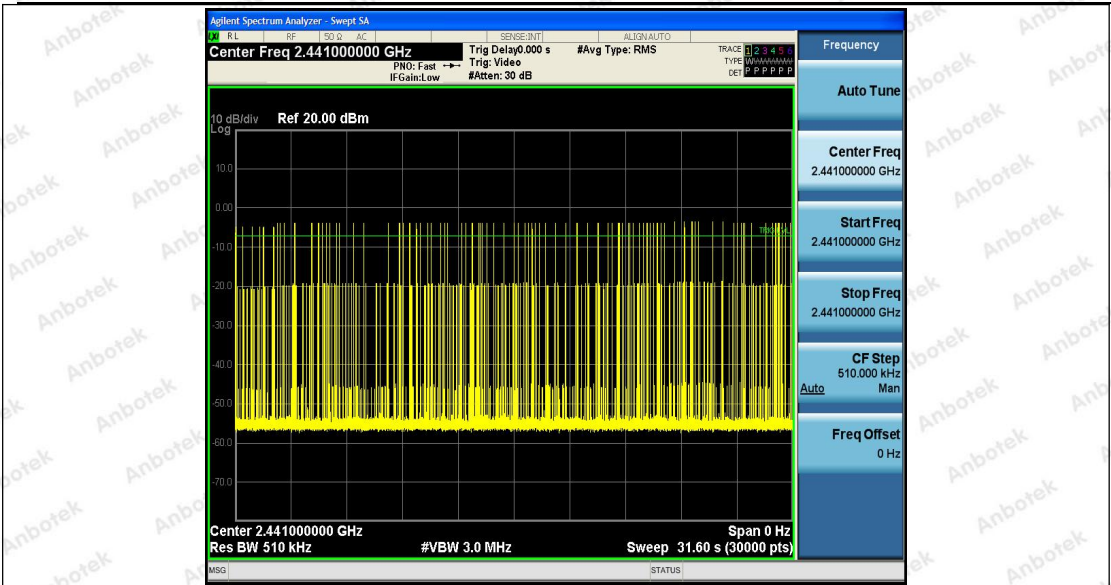 Agilent Spectrum Analyzer - Swept SA
RL RF 50 Ω AC SENSE:INT ALIGNAUTO
Center Freq 2.441000000 GHz
PNO: Fast
IFGain:Low
Trig Delay0.000 s
Trig: Video
#Atten: 30 dB
#Avg Type: RMS
TRACE 1 2 3 4 5 6
TYPE
DET P P P P P P
10 dB/div Ref 20.00 dBm
Log
10.0
0.00
-10.0
-20.0
-30.0
-40.0
-50.0
-60.0
-70.0
Center 2.441000000 GHz Span 0 Hz
Res BW 510 kHz #VBW 3.0 MHz Sweep 31.60 s (30000 pts)
MSG STATUS
Frequency
Auto Tune
Center Freq
2.441000000 GHz
Start Freq
2.441000000 GHz
Stop Freq
2.441000000 GHz
CF Step
510.000 kHz
Auto Man
Freq Offset
0 Hz
Anbotek